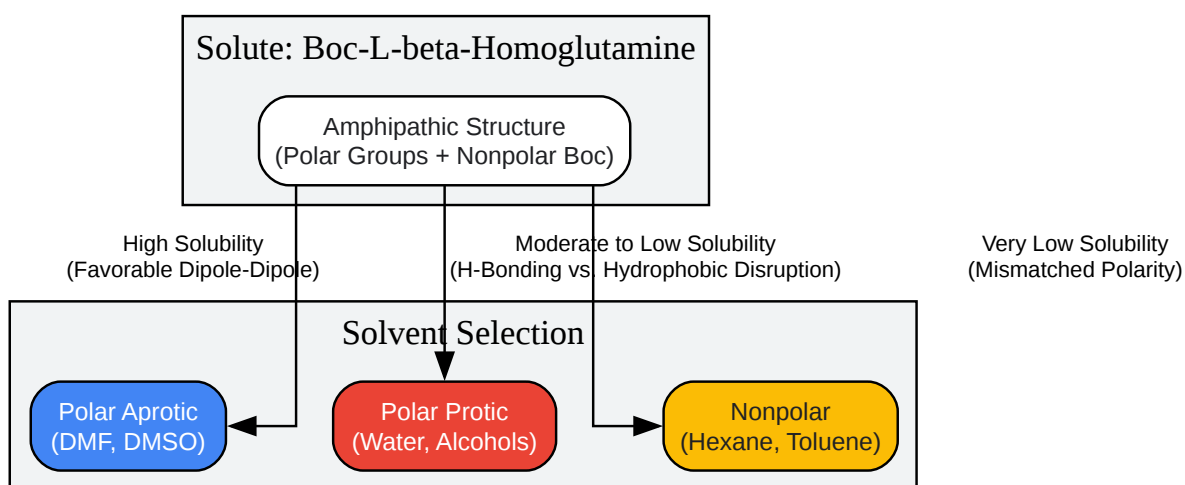 Solute: Boc-L-beta-Homoglutamine
Amphipathic Structure
(Polar Groups + Nonpolar Boc)
High Solubility
(Favorable Dipole-Dipole)
Moderate to Low Solubility
(H-Bonding vs. Hydrophobic Disruption)
Very Low Solubility
(Mismatched Polarity)
Solvent Selection
Polar Aprotic
(DMF, DMSO)
Polar Protic
(Water, Alcohols)
Nonpolar
(Hexane, Toluene)